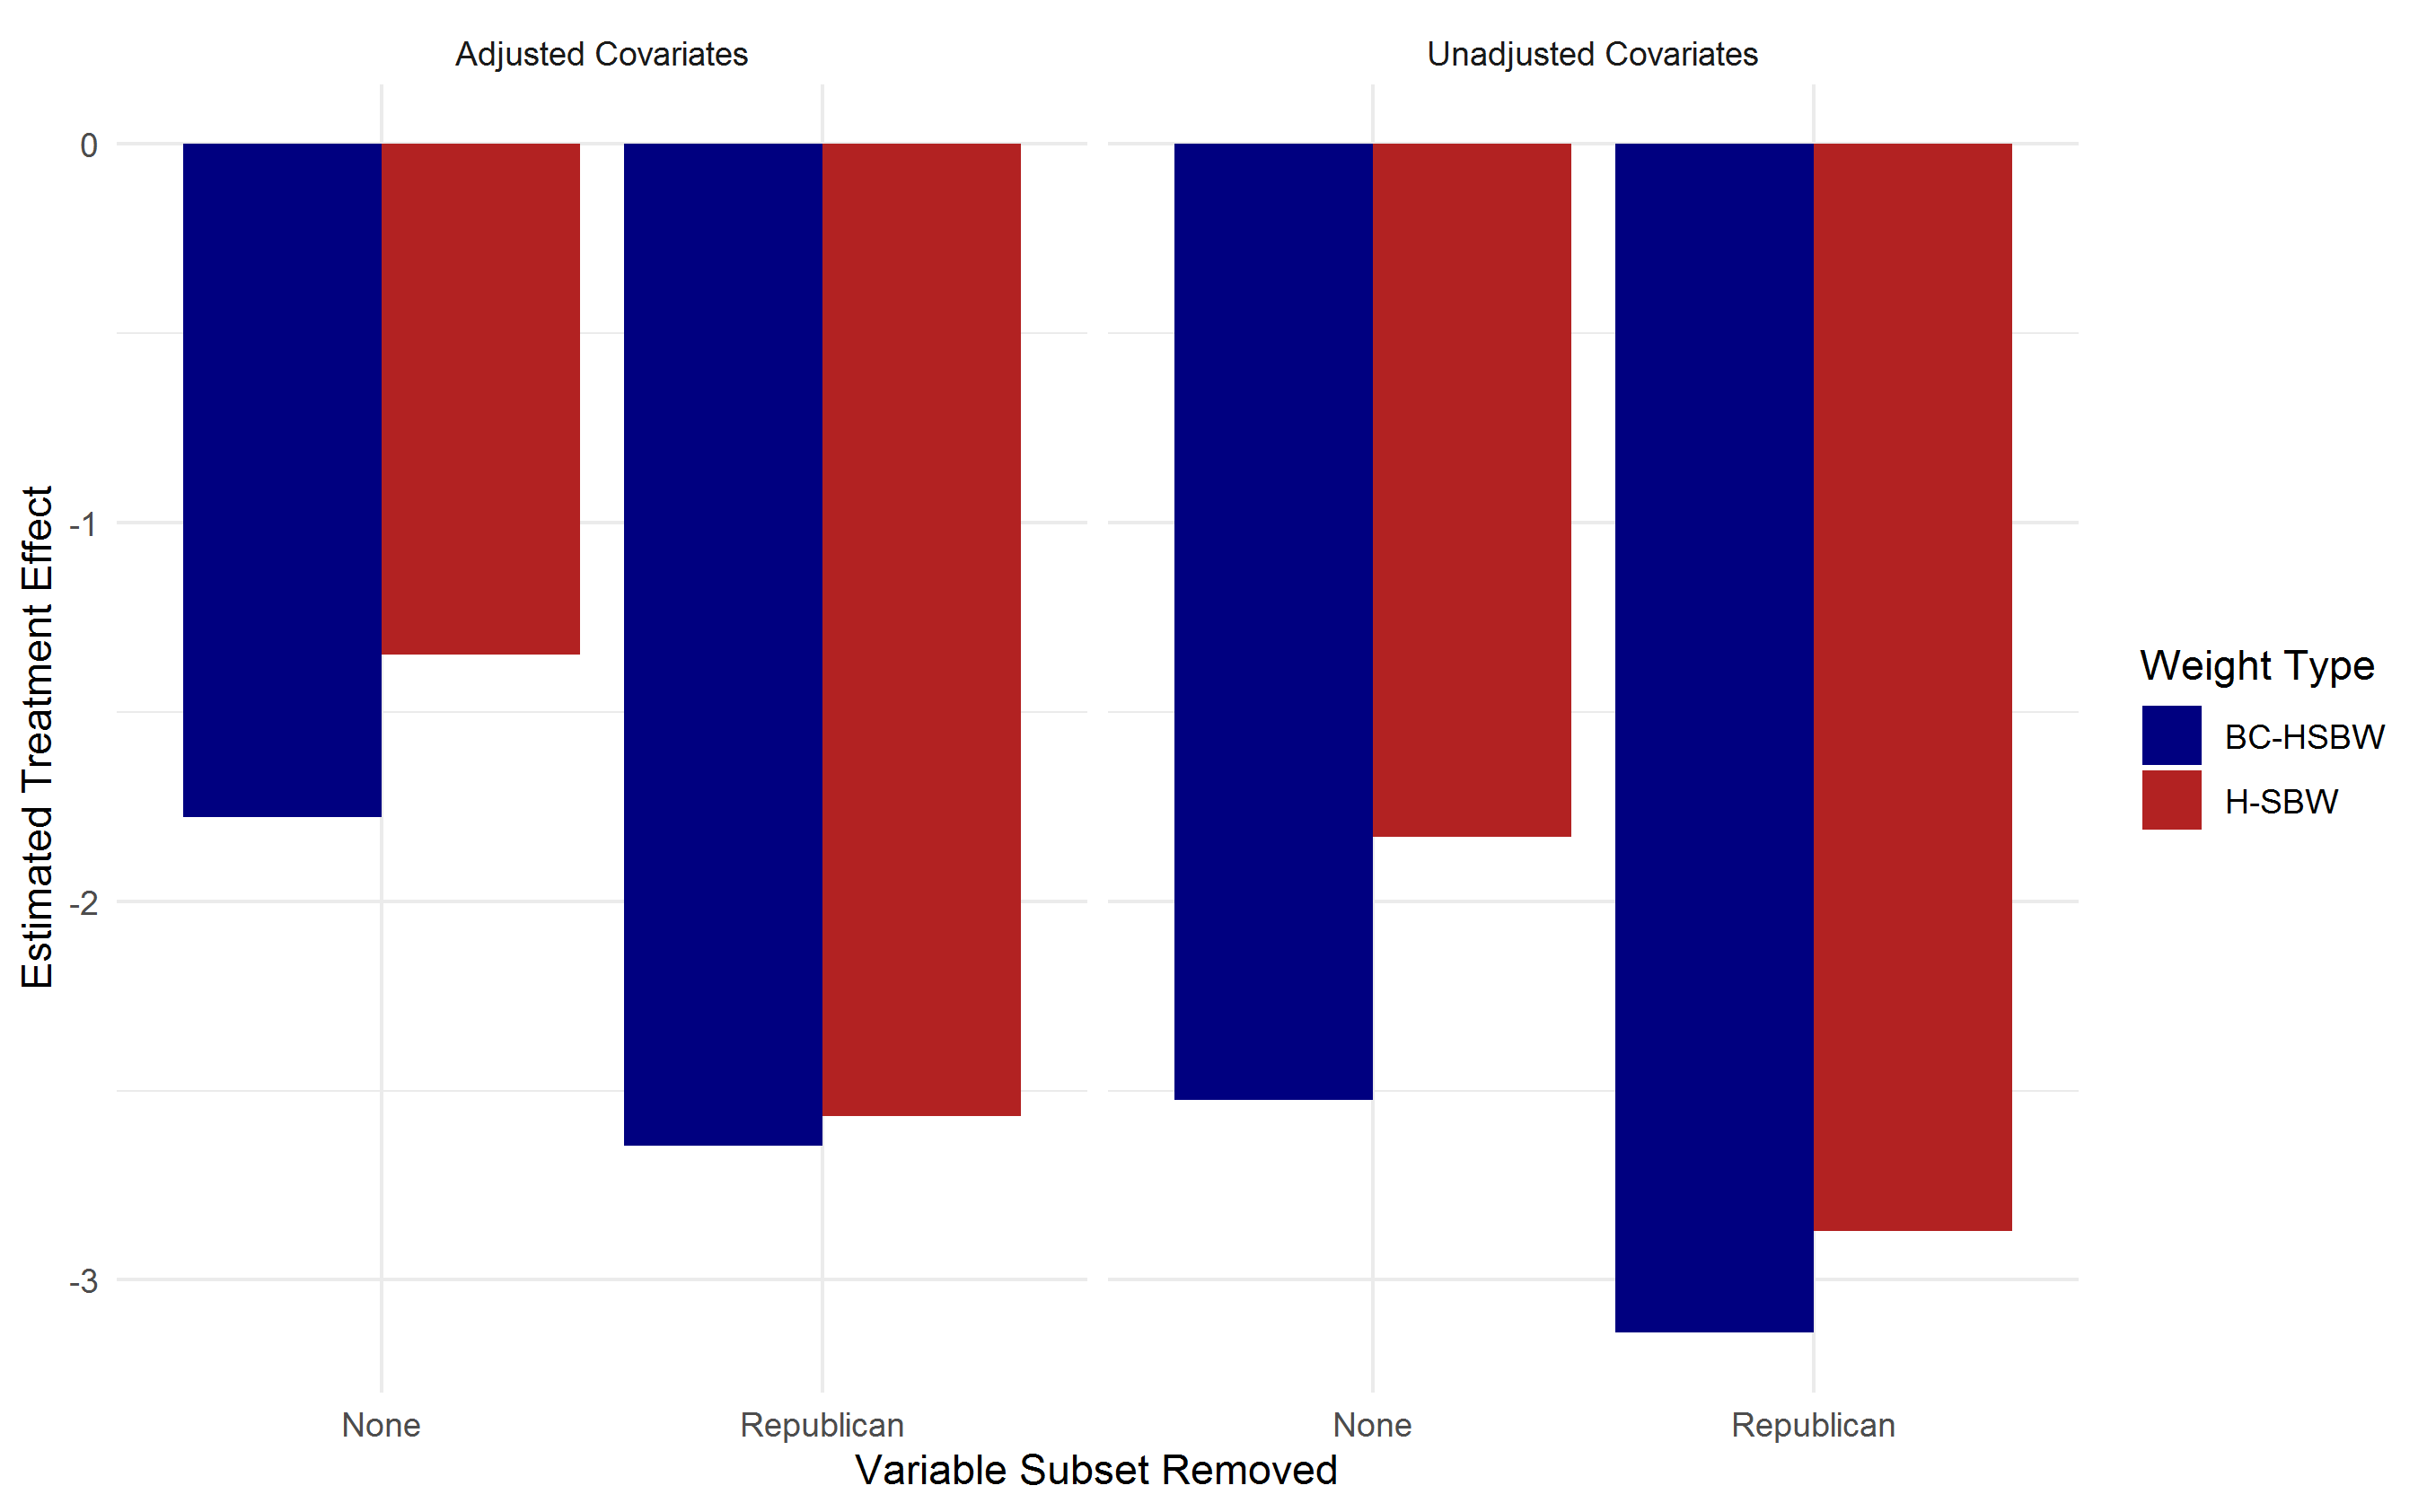 Adjusted Covariates
Unadjusted Covariates
0
-1
-2
-3
Estimated Treatment Effect
None
Republican
None
Republican
Variable Subset Removed
Weight Type
BC-HSBW
H-SBW